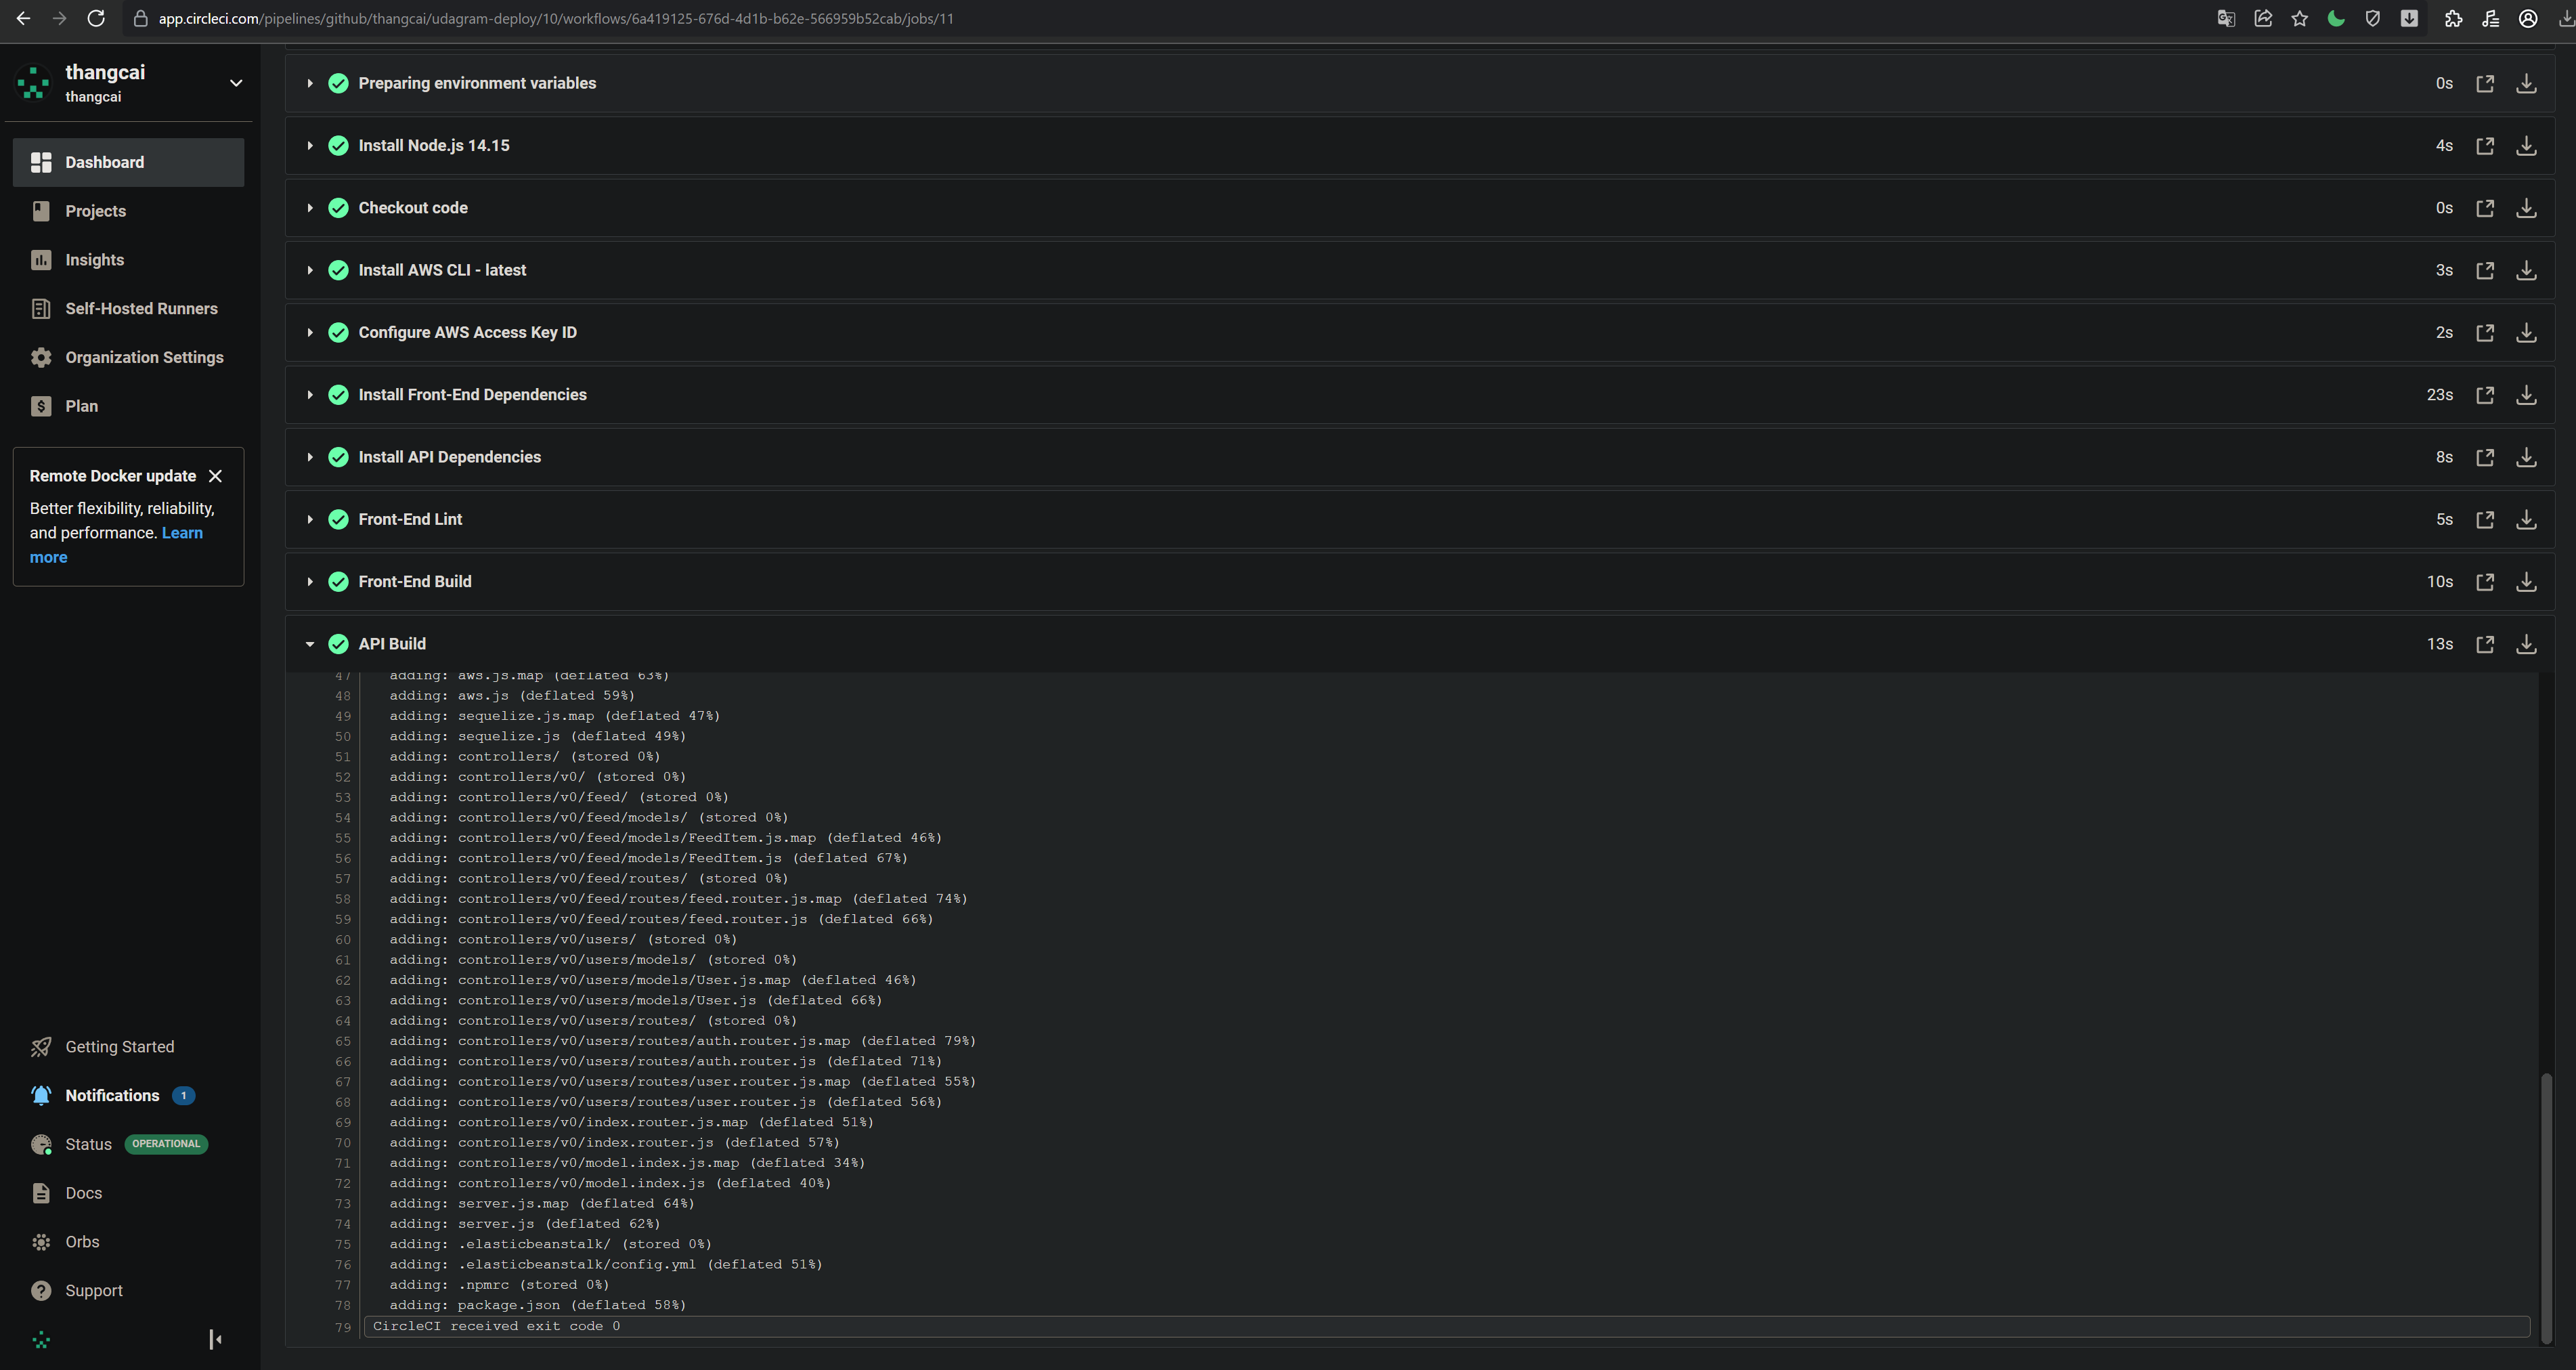 app.circleci.com/pipelines/github/thangcai/udagram-deploy/10/workflows/6a419125-676d-4d1b-b62e-566959b52cab/jobs/11
thangcai
thangcai
Dashboard
Projects
Insights
Self-Hosted Runners
Organization Settings
Plan
Remote Docker update
Better flexibility, reliability,
and performance. Learn
more
Getting Started
Notifications 1
Status OPERATIONAL
Docs
Orbs
Support
Preparing environment variables 0s
Install Node.js 14.15 4s
Checkout code 0s
Install AWS CLI - latest 3s
Configure AWS Access Key ID 2s
Install Front-End Dependencies 23s
Install API Dependencies 8s
Front-End Lint 5s
Front-End Build 10s
API Build 13s
47 adding: aws.js.map (deflated 63%)
48 adding: aws.js (deflated 59%)
49 adding: sequelize.js.map (deflated 47%)
50 adding: sequelize.js (deflated 49%)
51 adding: controllers/ (stored 0%)
52 adding: controllers/v0/ (stored 0%)
53 adding: controllers/v0/feed/ (stored 0%)
54 adding: controllers/v0/feed/models/ (stored 0%)
55 adding: controllers/v0/feed/models/FeedItem.js.map (deflated 46%)
56 adding: controllers/v0/feed/models/FeedItem.js (deflated 67%)
57 adding: controllers/v0/feed/routes/ (stored 0%)
58 adding: controllers/v0/feed/routes/feed.router.js.map (deflated 74%)
59 adding: controllers/v0/feed/routes/feed.router.js (deflated 66%)
60 adding: controllers/v0/users/ (stored 0%)
61 adding: controllers/v0/users/models/ (stored 0%)
62 adding: controllers/v0/users/models/User.js.map (deflated 46%)
63 adding: controllers/v0/users/models/User.js (deflated 66%)
64 adding: controllers/v0/users/routes/ (stored 0%)
65 adding: controllers/v0/users/routes/auth.router.js.map (deflated 79%)
66 adding: controllers/v0/users/routes/auth.router.js (deflated 71%)
67 adding: controllers/v0/users/routes/user.router.js.map (deflated 55%)
68 adding: controllers/v0/users/routes/user.router.js (deflated 56%)
69 adding: controllers/v0/index.router.js.map (deflated 51%)
70 adding: controllers/v0/index.router.js (deflated 57%)
71 adding: controllers/v0/model.index.js.map (deflated 34%)
72 adding: controllers/v0/model.index.js (deflated 40%)
73 adding: server.js.map (deflated 64%)
74 adding: server.js (deflated 62%)
75 adding: .elasticbeanstalk/ (stored 0%)
76 adding: .elasticbeanstalk/config.yml (deflated 51%)
77 adding: .npmrc (stored 0%)
78 adding: package.json (deflated 58%)
79 CircleCI received exit code 0